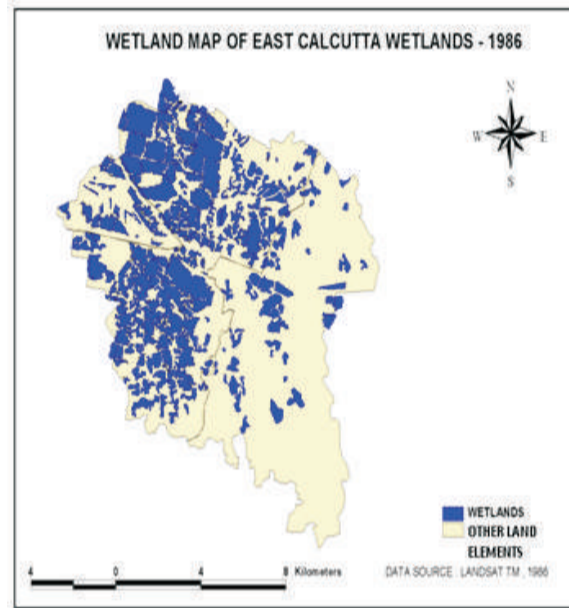 WETLAND MAP OF EAST CALCUTTA WETLANDS - 1986
N
W E
S
WETLANDS
OTHER LAND
ELEMENTS
4 0 4 8 Kilometers
DATA SOURCE : LANDSAT TM , 1986